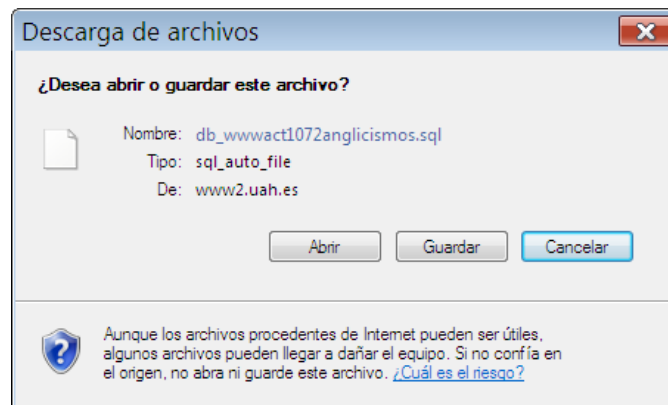 Descarga de archivos
¿Desea abrir o guardar este archivo?
Nombre: db_wwwact1072anglicismos.sql
Tipo: sql_auto_file
De: www2.uah.es
Abrir Guardar Cancelar
Aunque los archivos procedentes de Internet pueden ser útiles,
algunos archivos pueden llegar a dañar el equipo. Si no confía en
el origen, no abra ni guarde este archivo. ¿Cuál es el riesgo?